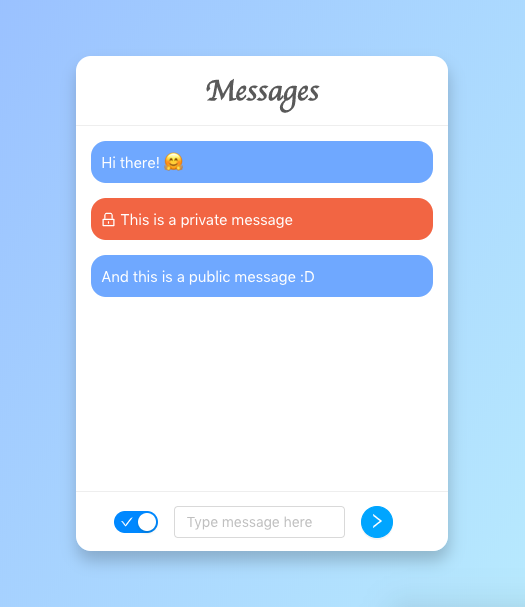 Messages
Hi there! 🤗
This is a private message
And this is a public message :D
Type message here